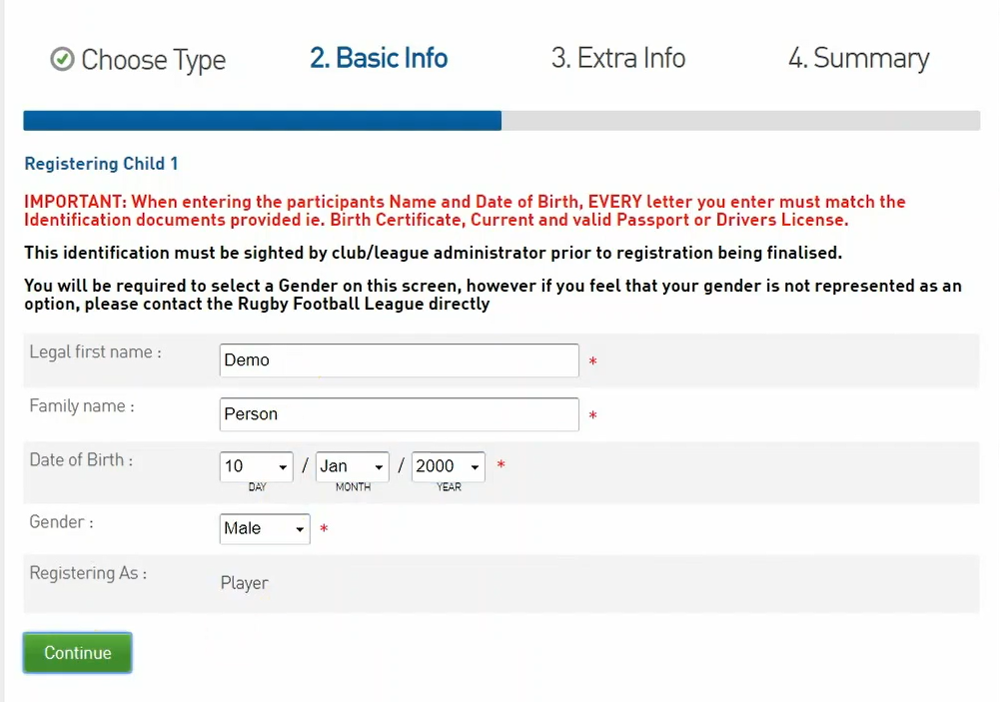 Choose Type
2. Basic Info
3. Extra Info
4. Summary
Registering Child 1
IMPORTANT: When entering the participants Name and Date of Birth, EVERY letter you enter must match the
Identification documents provided ie. Birth Certificate, Current and valid Passport or Drivers License.
This identification must be sighted by club/league administrator prior to registration being finalised.
You will be required to select a Gender on this screen, however if you feel that your gender is not represented as an
option, please contact the Rugby Football League directly
Legal first name : Demo *
Family name : Person *
Date of Birth : 10 / Jan / 2000 *
DAY MONTH YEAR
Gender : Male *
Registering As : Player
Continue